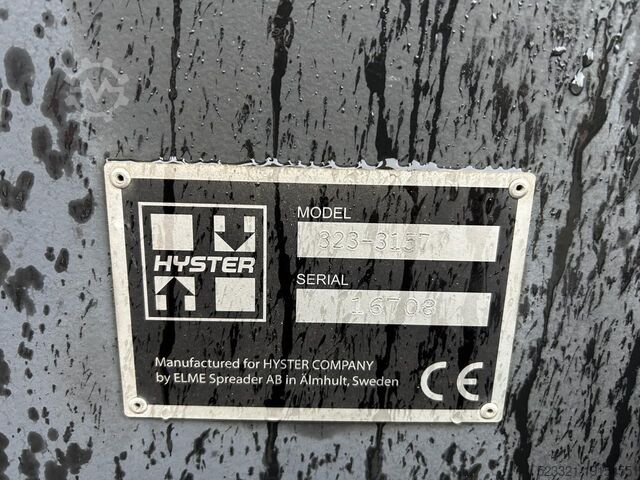 HYSTER
MODEL
323-3157
SERIAL
16708
Manufactured for HYSTER COMPANY
by ELME Spreader AB in Älmhult, Sweden
CE